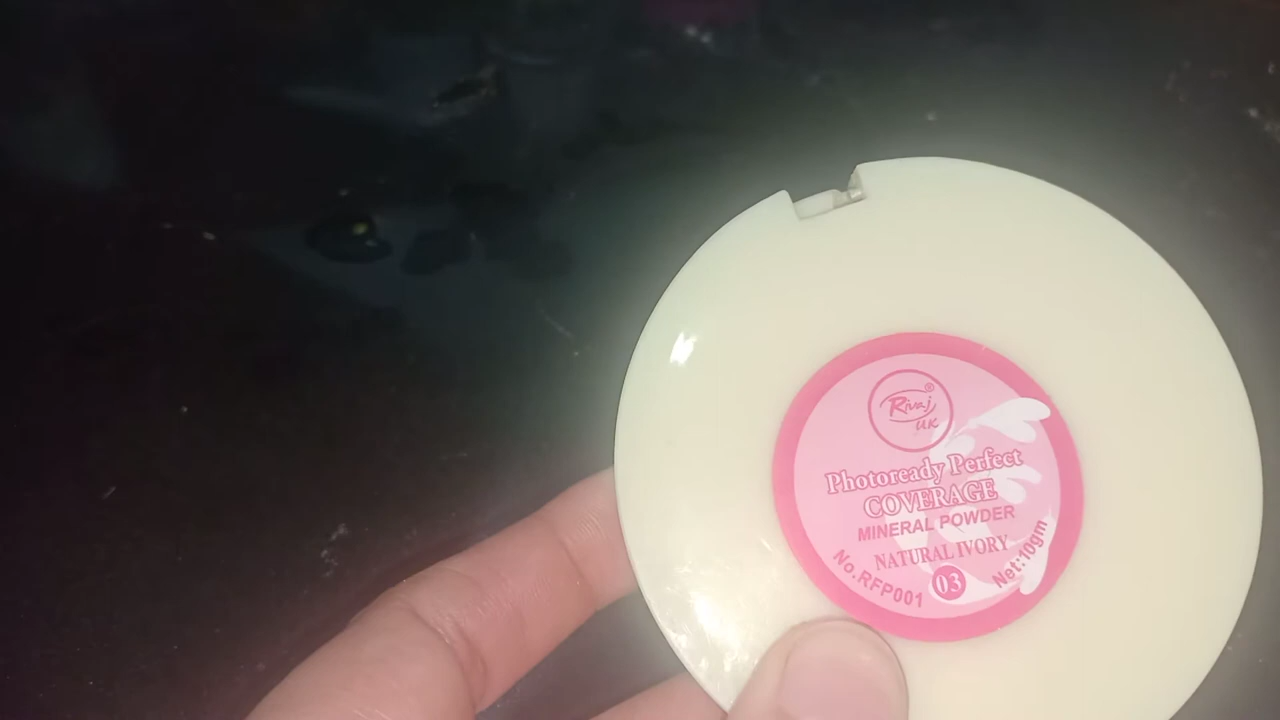 Rivaj®
UK
Photoready Perfect
COVERAGE
MINERAL POWDER
NATURAL IVORY
No.RFP001
03
Net:10gm